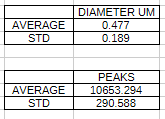 DIAMETER UM
AVERAGE 0.477
STD 0.189
PEAKS
AVERAGE 10653.294
STD 290.588